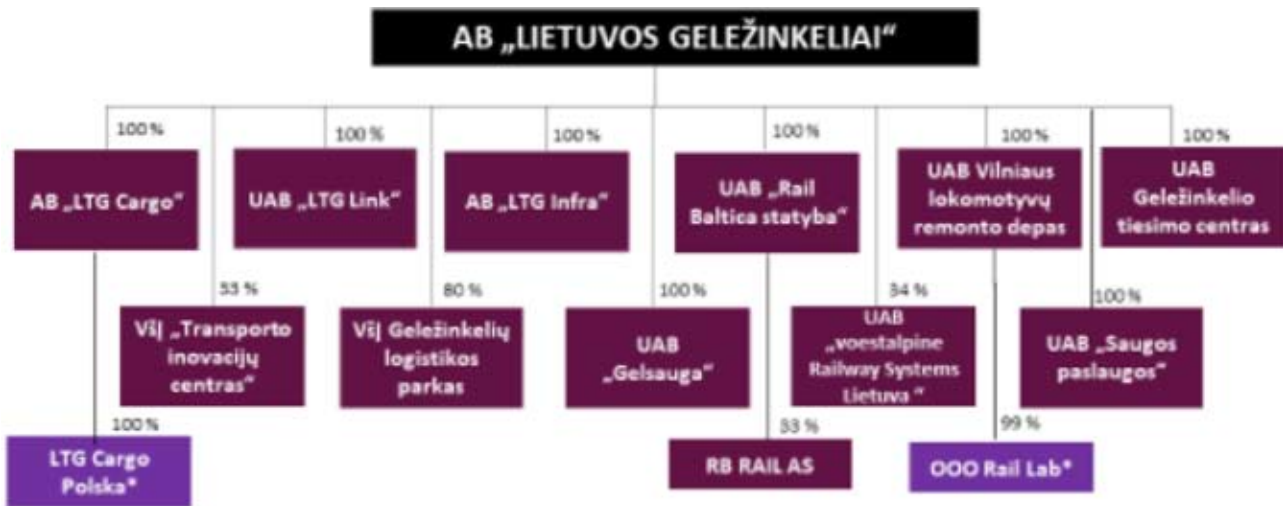 AB „LIETUVOS GELEŽINKELIAI“
100 %
100 %
100 %
100 %
100 %
100 %
AB „LTG Cargo“
UAB „LTG Link“
AB „LTG Infra“
UAB „Rail
Baltica statyba“
UAB Vilniaus
lokomotyvų
remonto depas
UAB
Geležinkelio
tiesimo centras
33 %
80 %
100 %
34 %
100 %
VšĮ „Transporto
inovacijų
centras“
VšĮ Geležinkelių
logistikos
parkas
UAB
„Gelsauga“
UAB
„voestalpine
Railway Systems
Lietuva “
UAB „Saugos
paslaugos“
100 %
33 %
99 %
LTG Cargo
Polska*
RB RAIL AS
OOO Rail Lab*